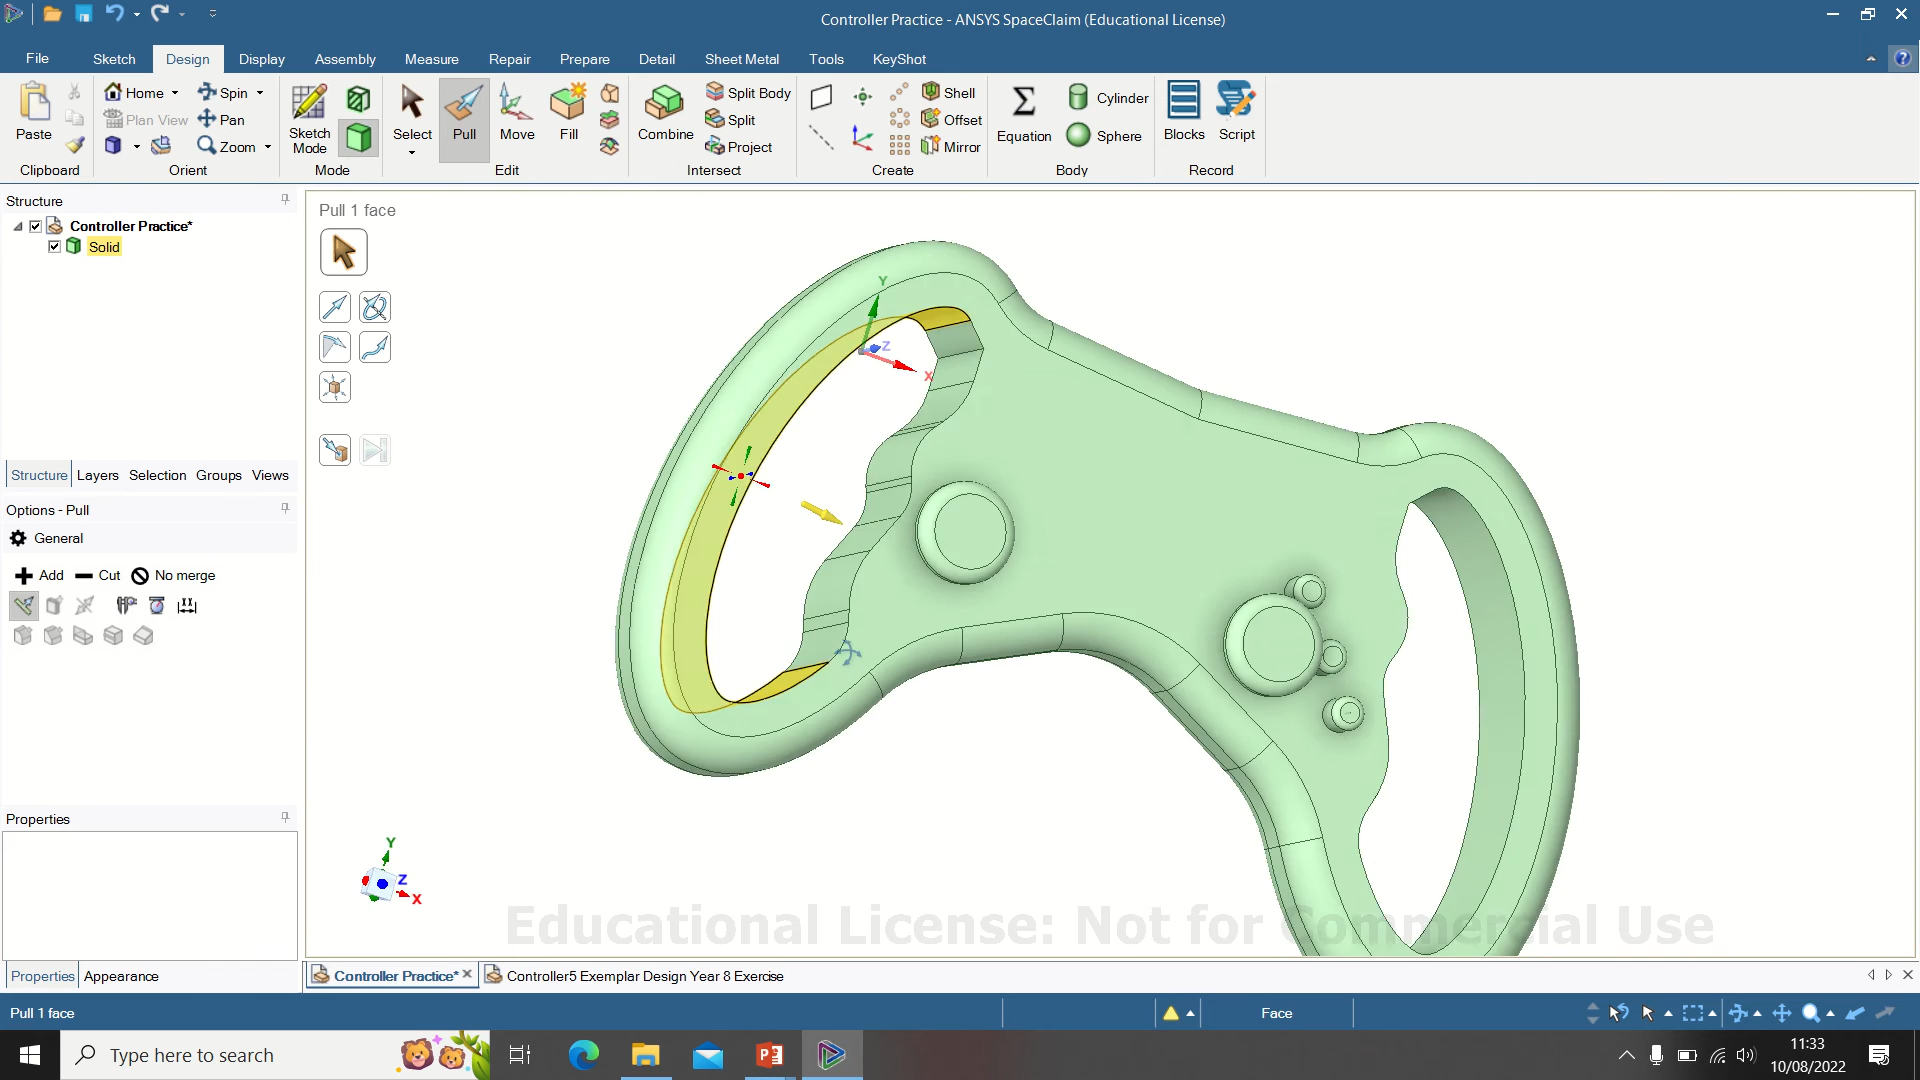 Controller Practice - ANSYS SpaceClaim (Educational License)
File Sketch Design Display Assembly Measure Repair Prepare Detail Sheet Metal Tools KeyShot
Paste
Clipboard
Home Spin
Plan View Pan
Zoom
Orient
Sketch
Mode
Mode
Select Pull Move Fill
Edit
Combine
Split Body
Split
Project
Intersect
Shell
Offset
Mirror
Create
Equation
Cylinder
Sphere
Body
Blocks Script
Record
Structure
Controller Practice*
Solid
Structure Layers Selection Groups Views
Options - Pull
General
Add Cut No merge
Properties
Properties Appearance
Pull 1 face
Y
Z
X
Y
Z
X
Educational License: Not for Commercial Use
Controller Practice* Controller5 Exemplar Design Year 8 Exercise
Pull 1 face
Face
Type here to search
11:33
10/08/2022